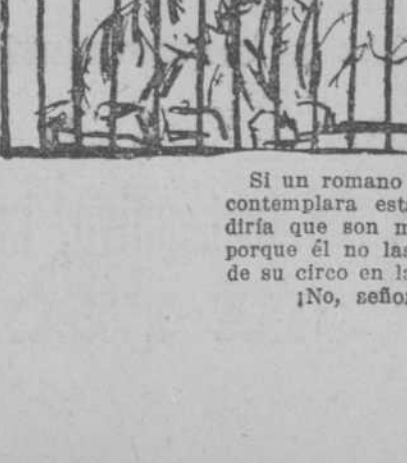 Si un romano
contemplara est
diría que son m
porque él no las
de su circo en la
¡No, señor